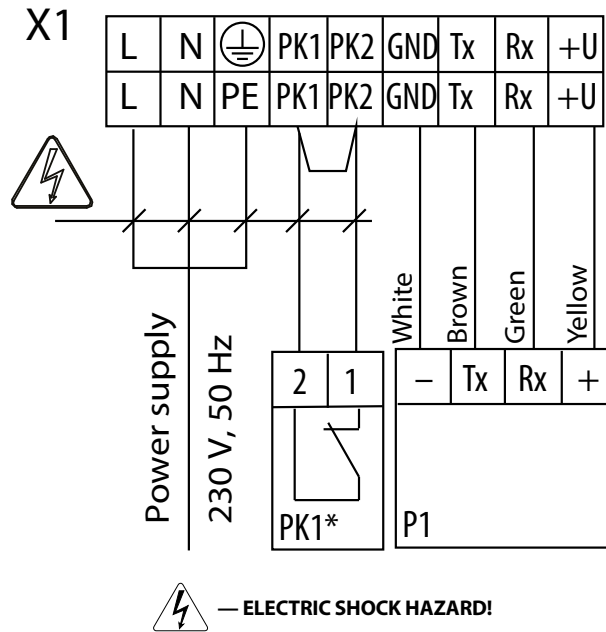 X1
L N PK1 PK2 GND Tx Rx +U
L N PE PK1 PK2 GND Tx Rx +U
Power supply
230 V, 50 Hz
White
Brown
Green
Yellow
2 1
PK1*
– Tx Rx +
P1
— ELECTRIC SHOCK HAZARD!